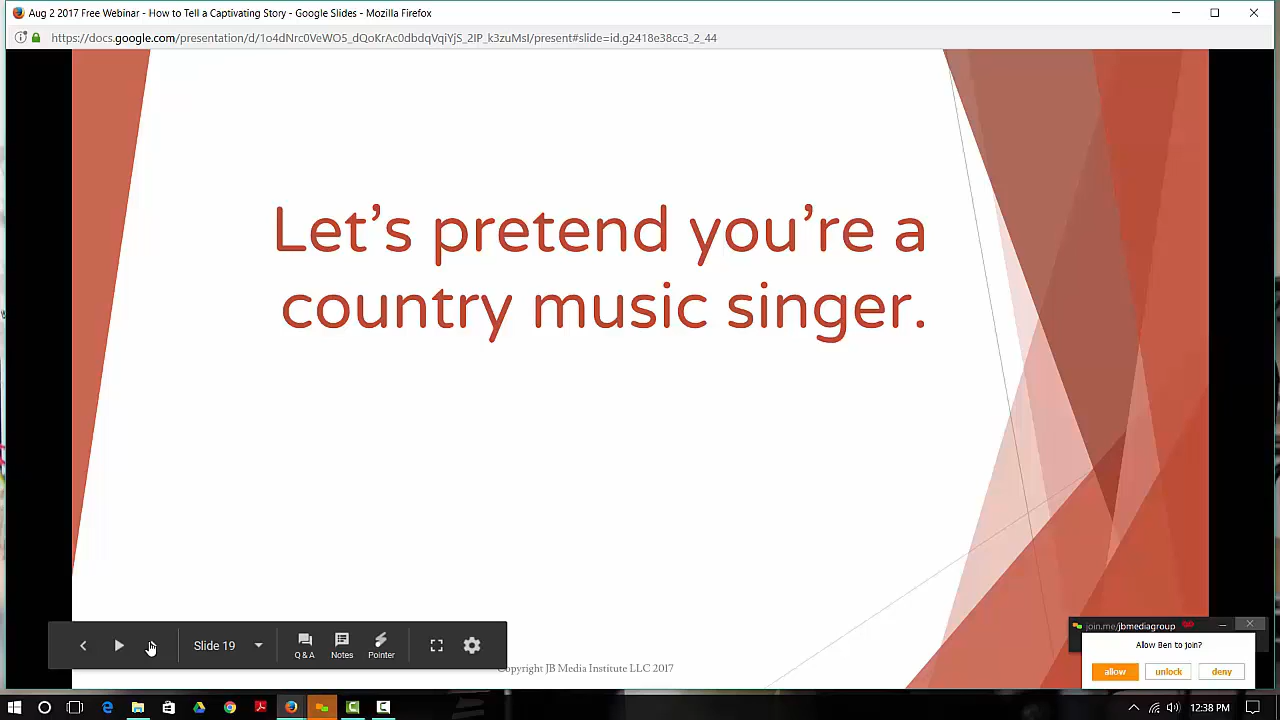 Aug 2 2017 Free Webinar - How to Tell a Captivating Story - Google Slides - Mozilla Firefox
https://docs.google.com/presentation/d/1o4dNrc0VeWO5_dQoKrAc0dbdqVqiYjS_2IP_k3zuMsI/present#slide=id.g2418e38cc3_2_44
Let’s pretend you’re a
country music singer.
Slide 19
Q & A
Notes
Pointer
Copyright JB Media Institute LLC 2017
join.me/jbmediagroup
Allow Ben to join?
allow
unlock
deny
12:38 PM